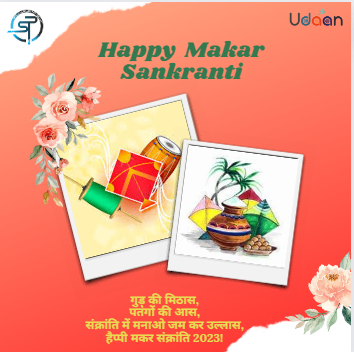 Udaan
Happy Makar
Sankranti
गुड़ की मिठास,
पतंगों की आस,
संक्रांति में मनाओ जम कर उल्लास,
हैप्पी मकर संक्रांति 2023!